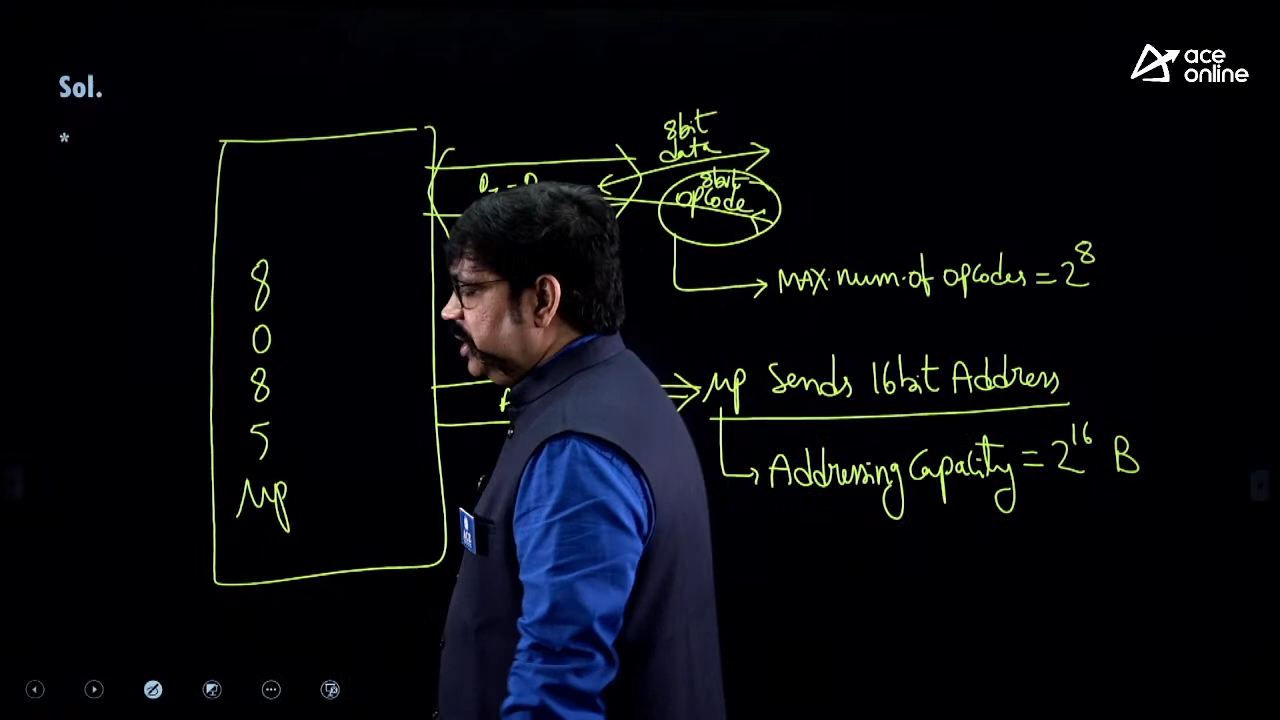 ace
online
Sol.
*
8bit
data
8bit
opcode
8
0
8
5
μp
MAX. num. of opcodes = 2^8
μp Sends 16bit Address
Addressing Capacity = 2^16 B
ACE